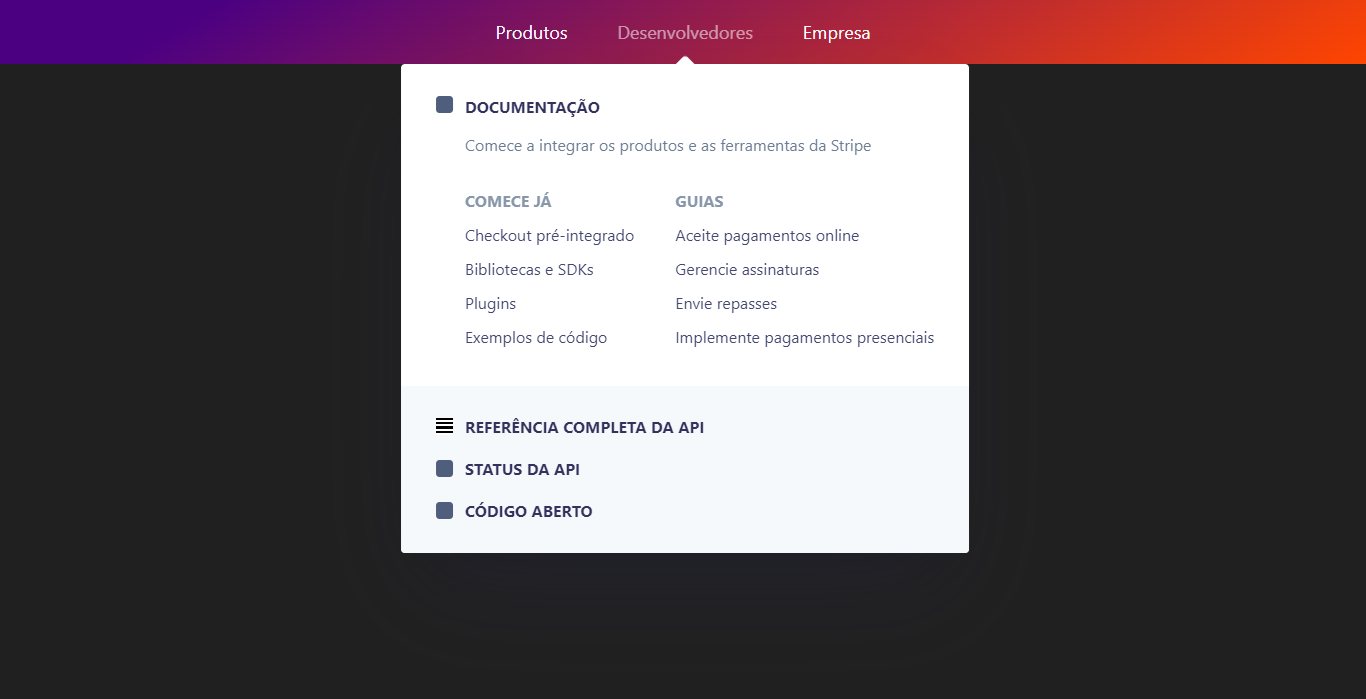 Produtos
Desenvolvedores
Empresa
DOCUMENTAÇÃO
Comece a integrar os produtos e as ferramentas da Stripe
COMECE JÁ
Checkout pré-integrado
Bibliotecas e SDKs
Plugins
Exemplos de código
GUIAS
Aceite pagamentos online
Gerencie assinaturas
Envie repasses
Implemente pagamentos presenciais
REFERÊNCIA COMPLETA DA API
STATUS DA API
CÓDIGO ABERTO